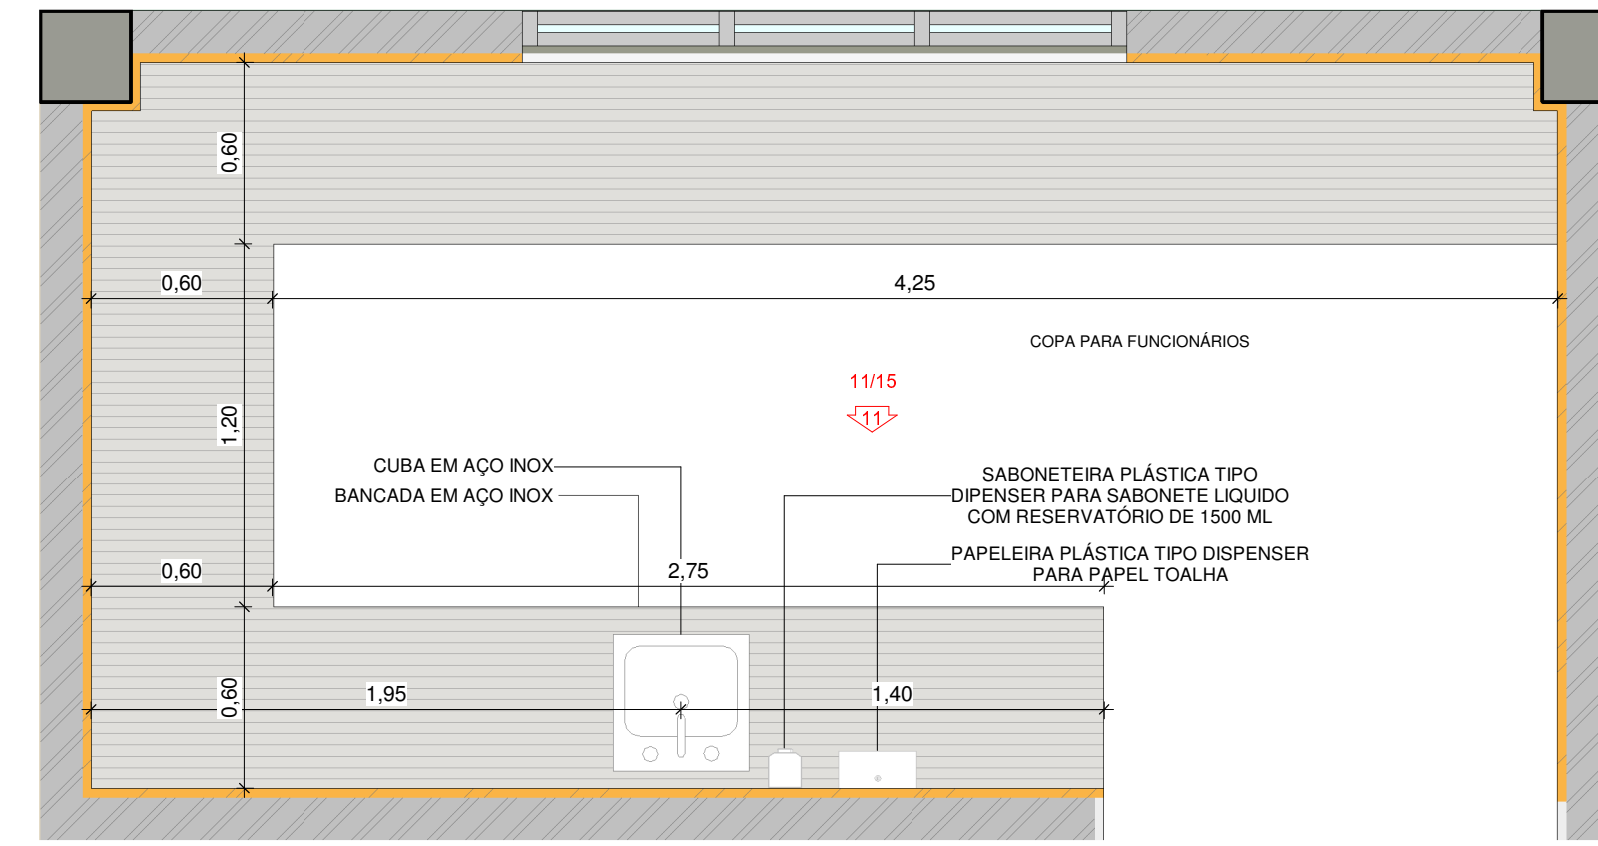 0,60
0,60
4,25
COPA PARA FUNCIONÁRIOS
11/15
11
1,20
CUBA EM AÇO INOX
BANCADA EM AÇO INOX
SABONETEIRA PLÁSTICA TIPO
DIPENSER PARA SABONETE LIQUIDO
COM RESERVATÓRIO DE 1500 ML
PAPELEIRA PLÁSTICA TIPO DISPENSER
PARA PAPEL TOALHA
0,60
2,75
0,60
1,95
1,40